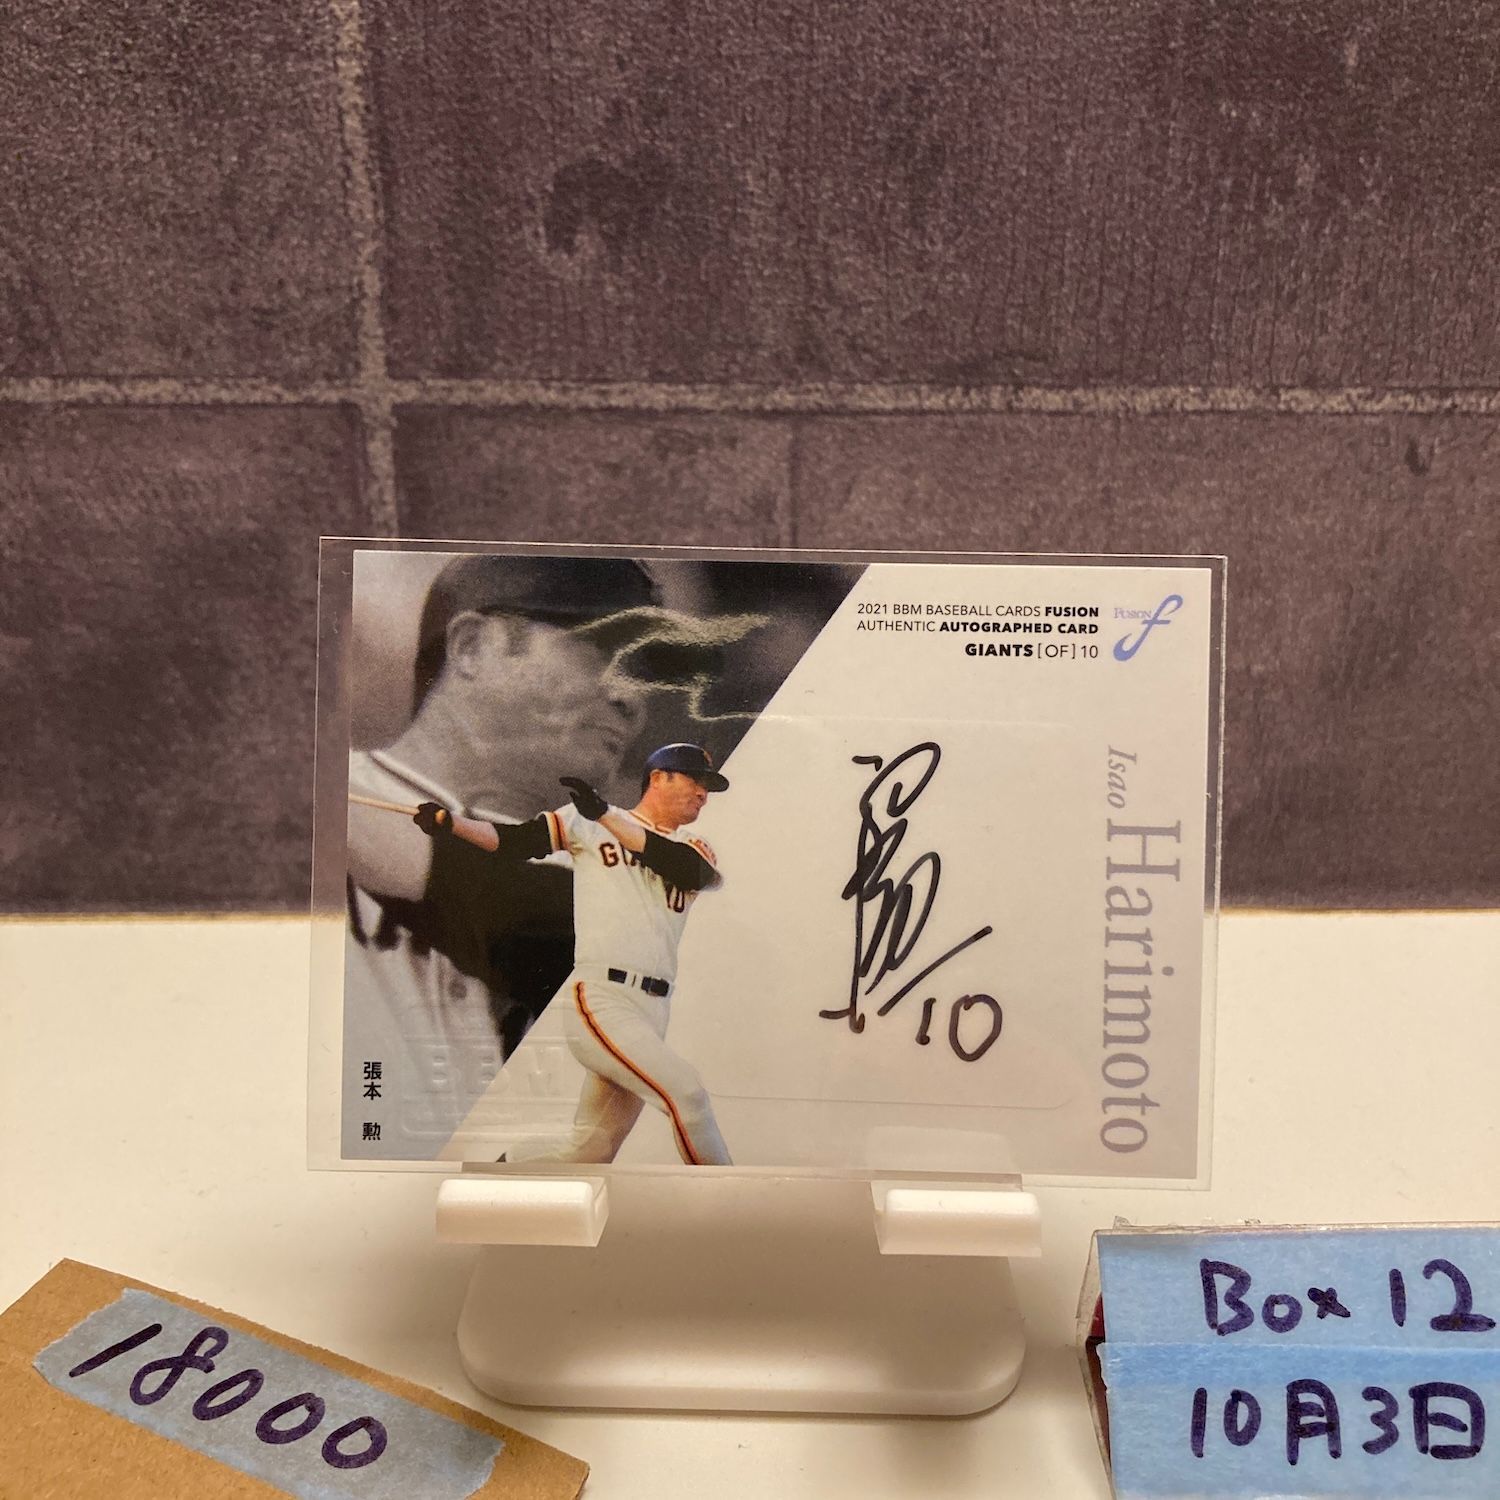 2021 BBM BASEBALL CARDS FUSION
AUTHENTIC AUTOGRAPHED CARD
GIANTS [OF] 10
FUSION f
Isao Harimoto
10
張本 勲
BBM
18000
Box 12
10月3日